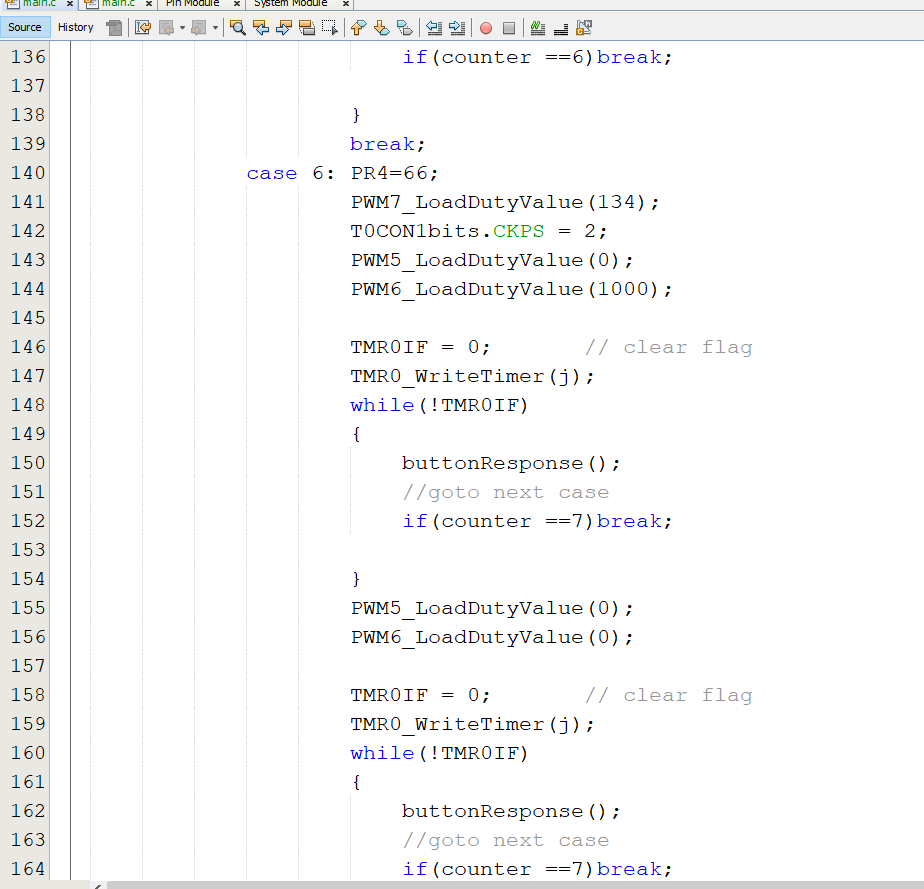 main.c x main.c x Pin Module x System Module x
Source History
136 if(counter ==6)break;
137
138 }
139 break;
140 case 6: PR4=66;
141 PWM7_LoadDutyValue(134);
142 T0CON1bits.CKPS = 2;
143 PWM5_LoadDutyValue(0);
144 PWM6_LoadDutyValue(1000);
145
146 TMR0IF = 0; // clear flag
147 TMR0_WriteTimer(j);
148 while(!TMR0IF)
149 {
150 buttonResponse();
151 //goto next case
152 if(counter ==7)break;
153
154 }
155 PWM5_LoadDutyValue(0);
156 PWM6_LoadDutyValue(0);
157
158 TMR0IF = 0; // clear flag
159 TMR0_WriteTimer(j);
160 while(!TMR0IF)
161 {
162 buttonResponse();
163 //goto next case
164 if(counter ==7)break;